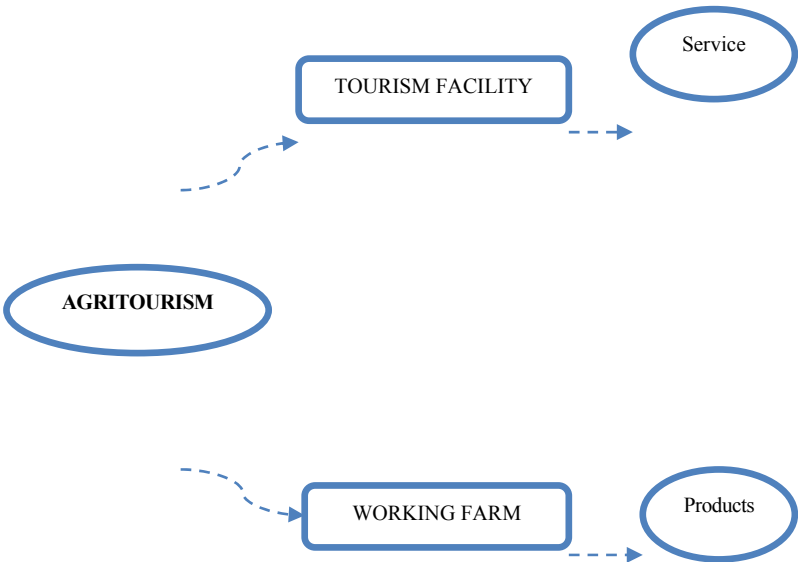 Service
TOURISM FACILITY
AGRITOURISM
WORKING FARM
Products